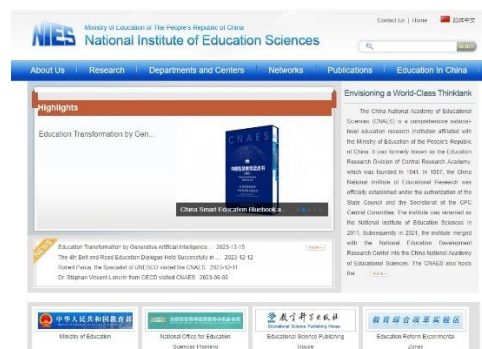 Contact Us | Home
NIES
Ministry of Education of The People's Republic of China
National Institute of Education Sciences
Search
About Us
Research
Departments and Centers
Networks
Publications
Education in China
Highlights
Education Transformation by Gen...
CNAES
China Smart Education Bluebook a...
Envisioning a World-Class Thinktank
The China National Academy of Educational
Sciences (CNAES) is a comprehensive national-
level education research institution affiliated with
the Ministry of Education of the People's Republic
of China. It was formerly known as the Education
Research Division of Central Research Academy,
which was founded in 1941. In 1957, the China
National Institute of Educational Research was
officially established under the authorization of the
State Council and the Secretariat of the CPC
Central Committee. The institute was renamed as
the National Institute of Education Sciences in
2011. Subsequently in 2021, the institute merged
with the National Education Development
Research Center into the China National Academy
of Educational Sciences. The CNAES also hosts
the
NEWS
Education Transformation by Generative Artificial Intelligence... 2023-12-15
The 4th Belt and Road Education Dialogue Held Successfully in ... 2023-12-12
Robert Parua, the Specialist of UNESCO visited the CNAES 2023-12-11
Dr. Stéphan Vincent-Lancrin from OECD visited CNAES 2023-06-05
中华人民共和国教育部
教育科学出版社
Educational Science Publishing House
教育综合改革实验区
Ministry of Education
National Office for Education
Sciences Planning
Educational Science Publishing
House
Education Reform Experimental
Zones